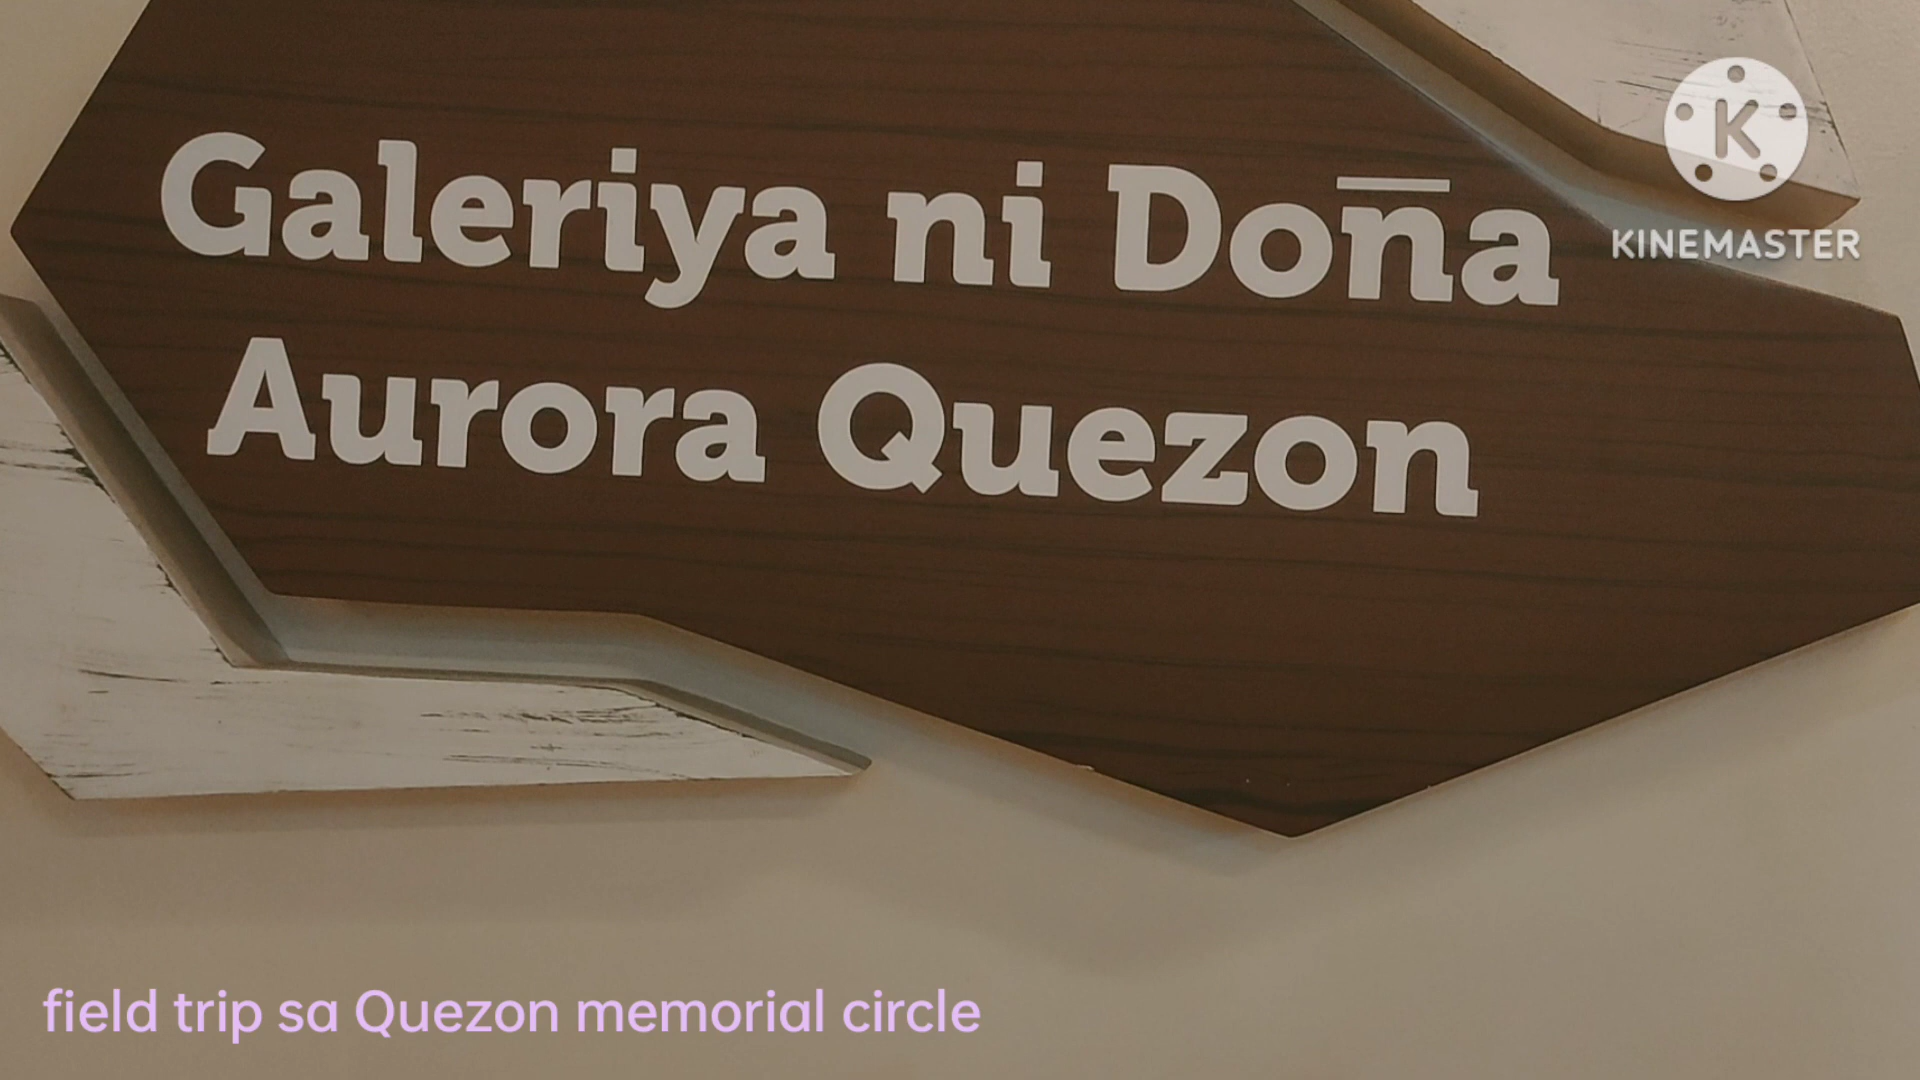 Galeriya ni Doña
Aurora Quezon
K
KINEMASTER
field trip sa Quezon memorial circle